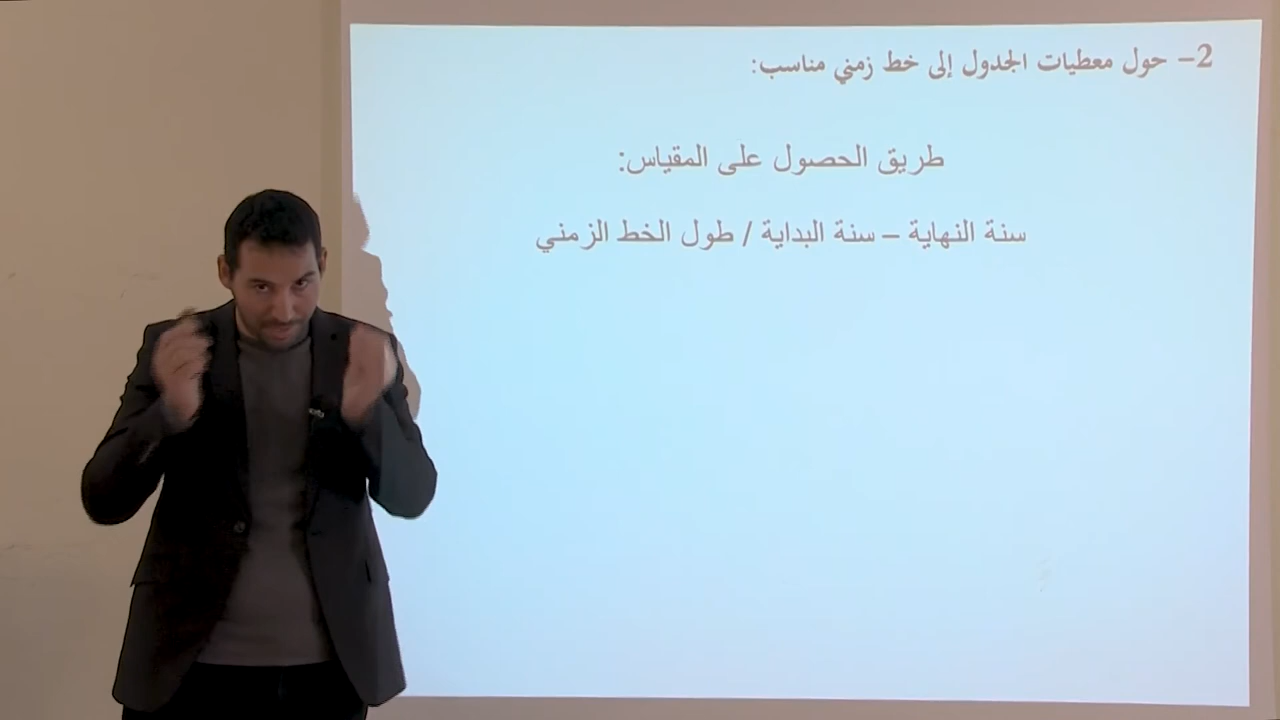 2- حول معطيات الجدول إلى خط زمني مناسب:
طريق الحصول على المقياس:
سنة النهاية – سنة البداية / طول الخط الزمني